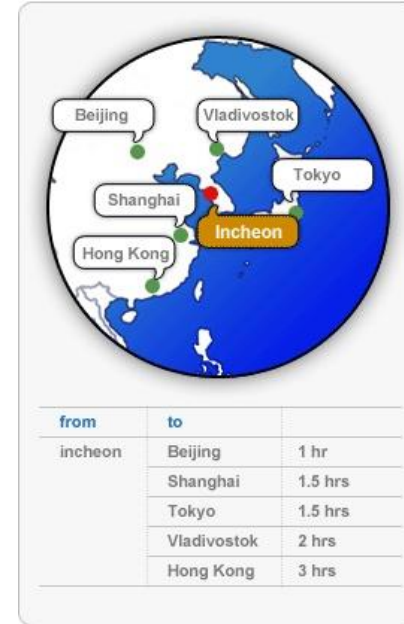 Beijing
Vladivostok
Tokyo
Shanghai
Incheon
Hong Kong
from to
incheon Beijing 1 hr
Shanghai 1.5 hrs
Tokyo 1.5 hrs
Vladivostok 2 hrs
Hong Kong 3 hrs